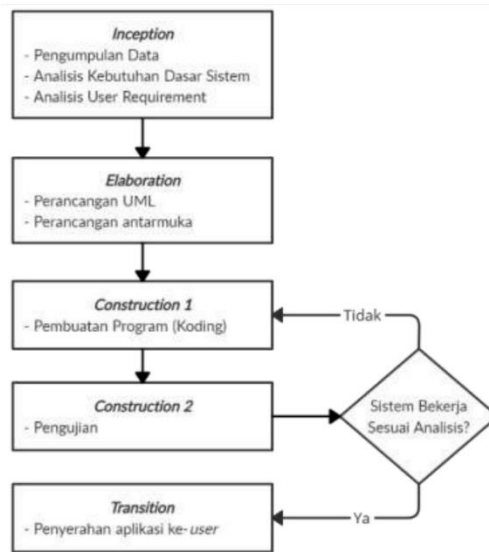 Inception
- Pengumpulan Data
- Analisis Kebutuhan Dasar Sistem
- Analisis User Requirement
Elaboration
- Perancangan UML
- Perancangan antarmuka
Construction 1
- Pembuatan Program (Koding)
Tidak
Construction 2
- Pengujian
Sistem Bekerja
Sesuai Analisis?
Transition
- Penyerahan aplikasi ke-user
Ya